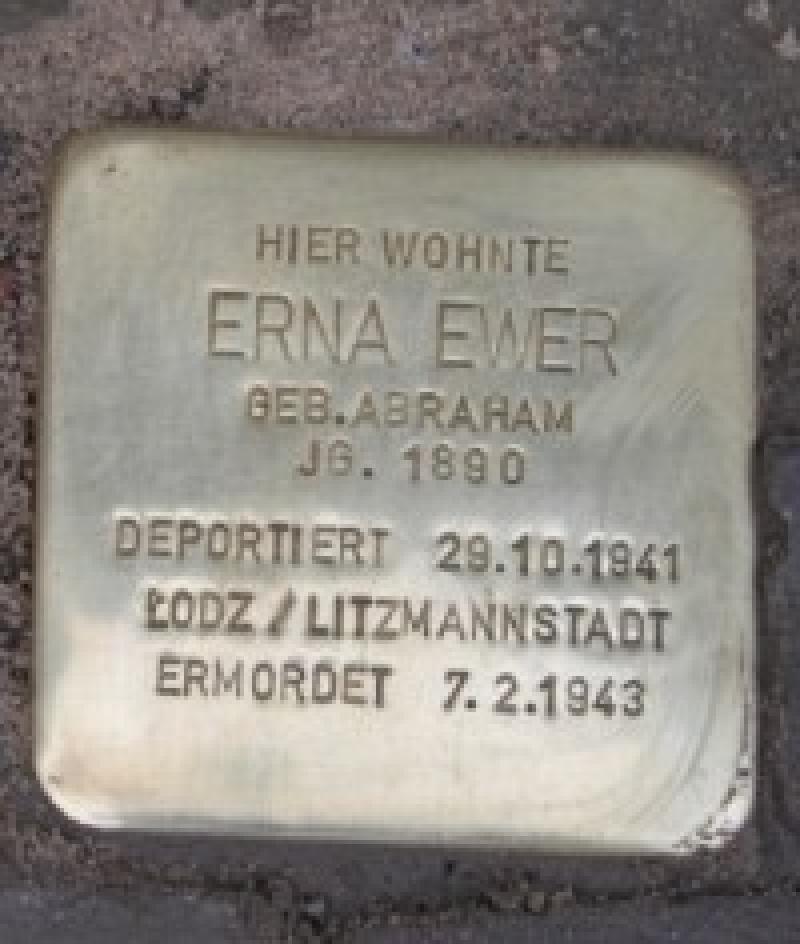 HIER WOHNTE
ERNA EWER
GEB. ABRAHAM
JG. 1890
DEPORTIERT 29.10.1941
ŁODZ / LITZMANNSTADT
ERMORDET 7.2.1943